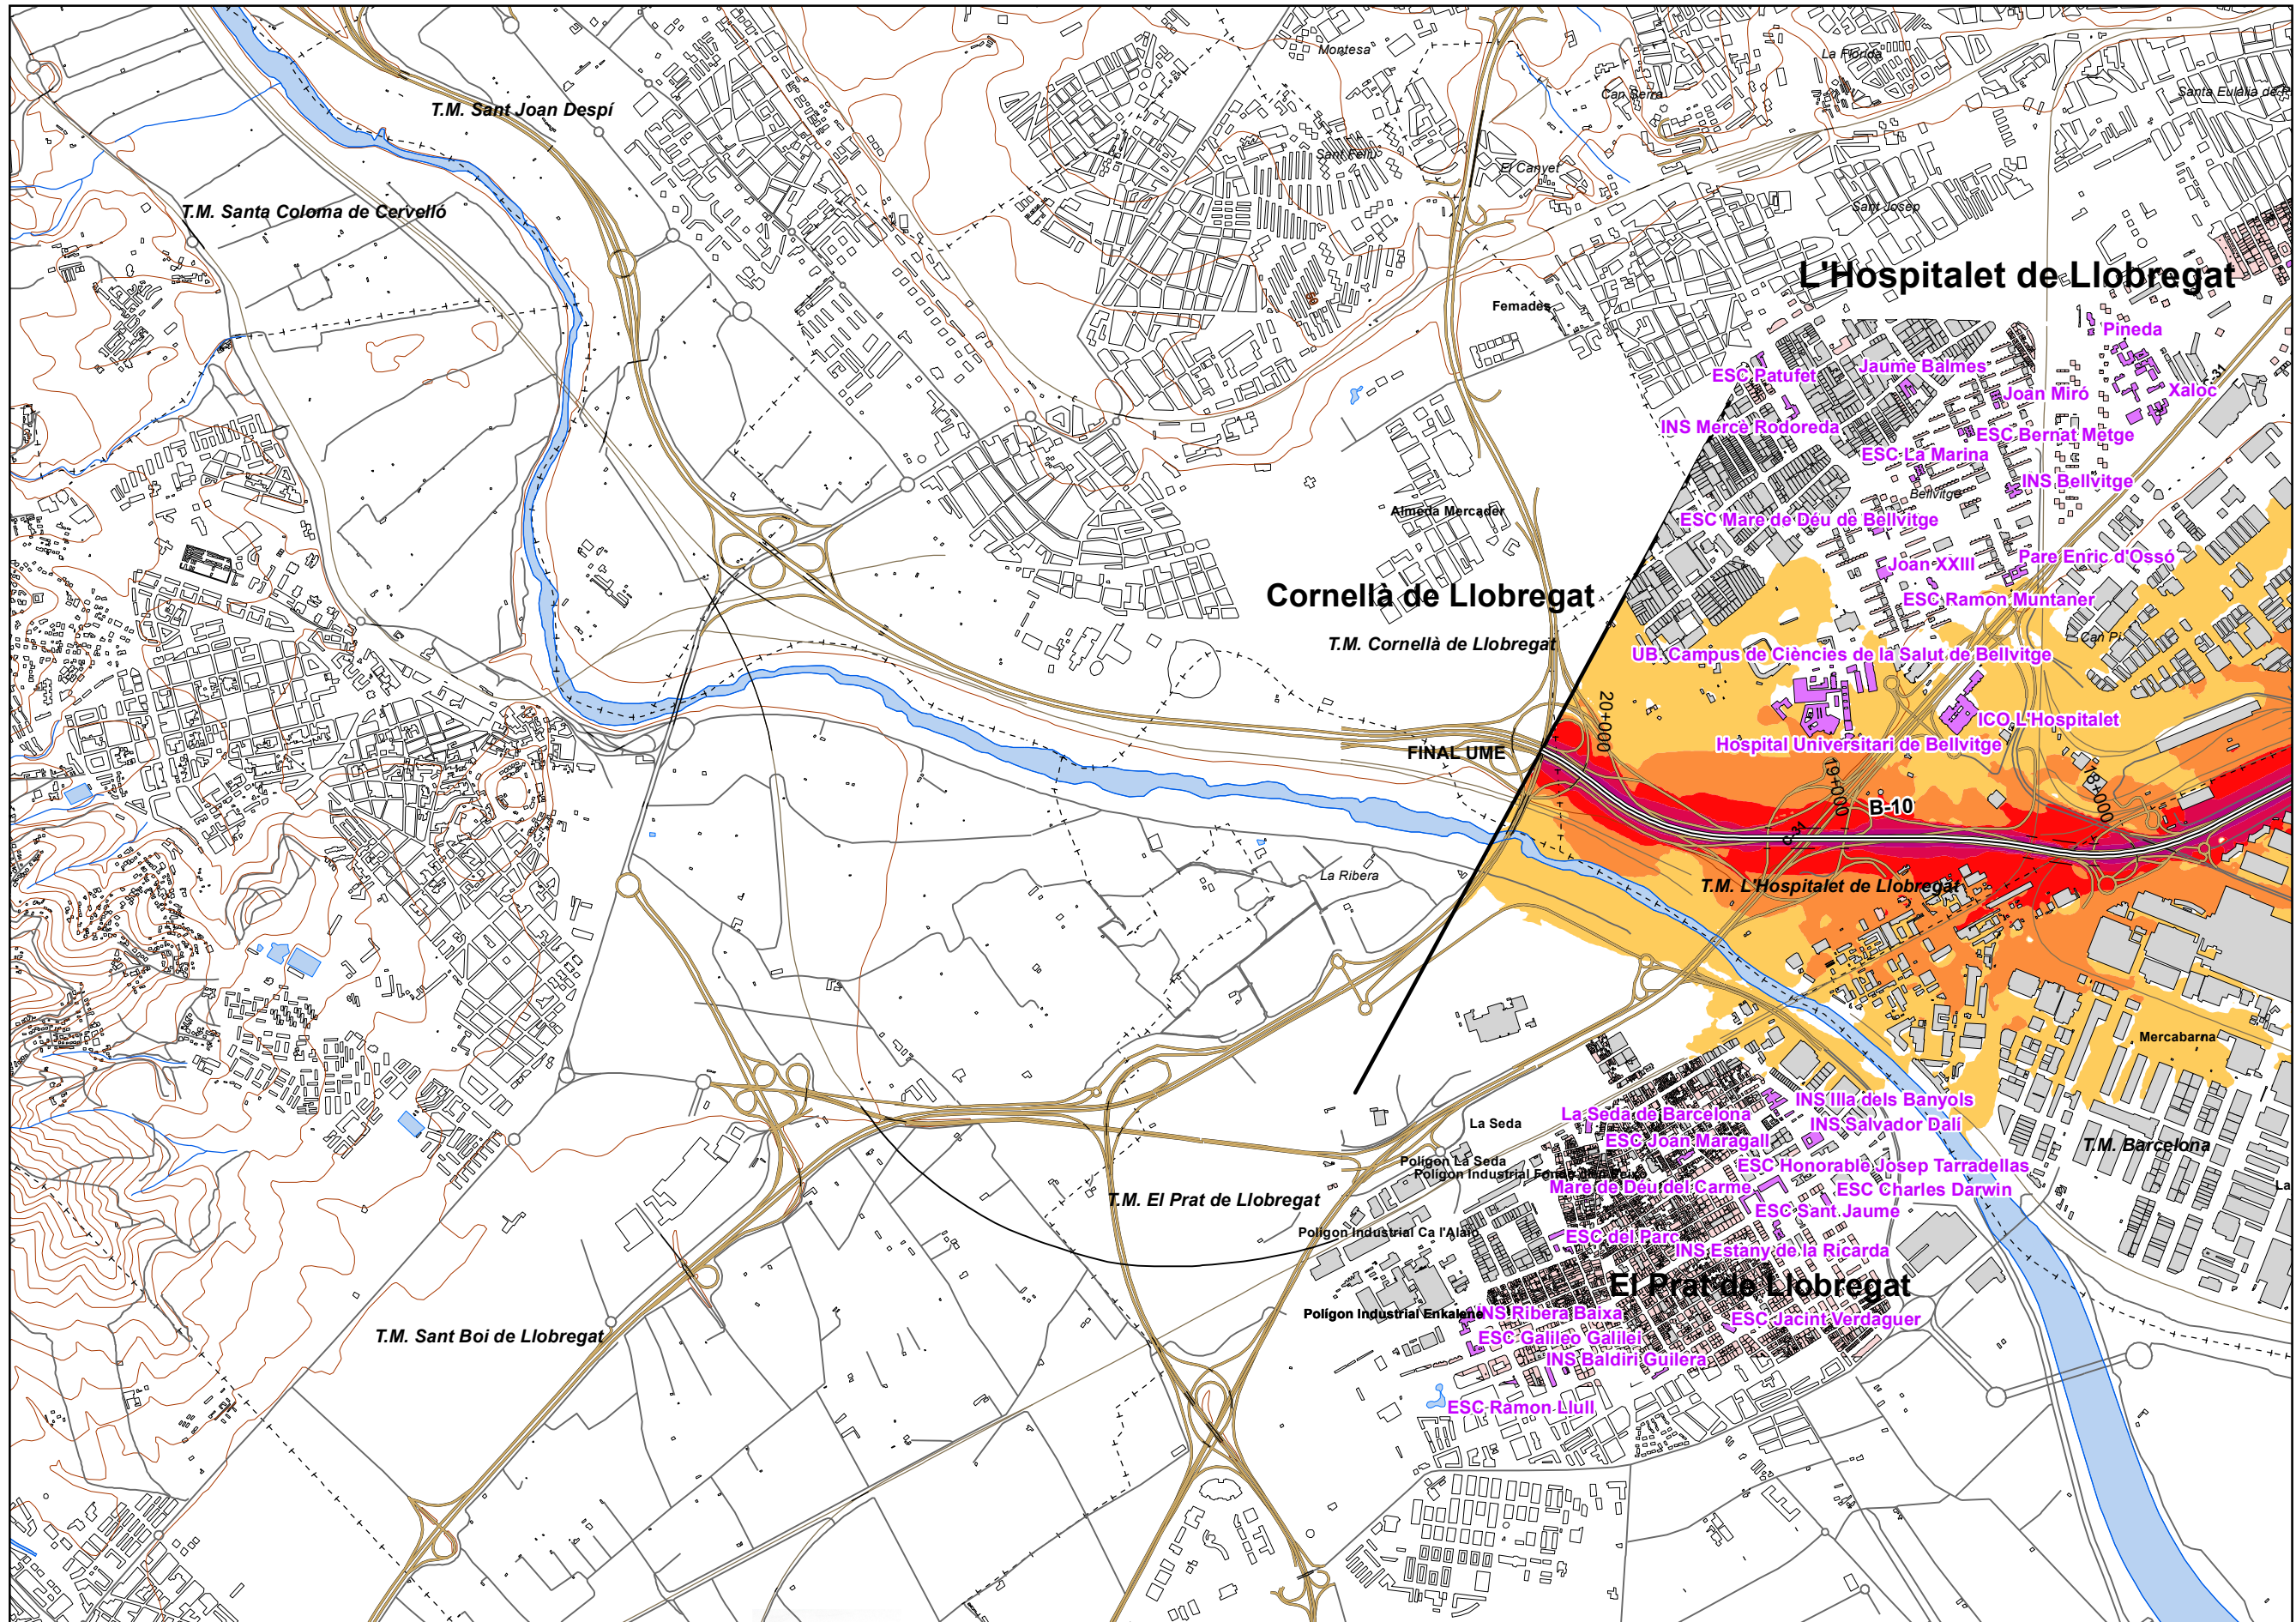 Montesa
La Florida
Can Serra
Santa Eulàlia de P
T.M. Sant Joan Despí
Sant Feliu
El Canyet
T.M. Santa Coloma de Cervelló
Sant Josep
L'Hospitalet de Llobregat
Femades
Pineda
ESC Patufet
Jaume Balmes
Joan Miró
Xaloc
C-31
INS Mercè Rodoreda
ESC Bernat Metge
ESC La Marina
INS Bellvitge
Bellvitge
Almeda Mercader
ESC Mare de Déu de Bellvitge
Pare Enric d'Ossó
Joan XXIII
Cornellà de Llobregat
ESC Ramon Muntaner
Can Pi
T.M. Cornellà de Llobregat
UB. Campus de Ciències de la Salut de Bellvitge
20+000
ICO L'Hospitalet
FINAL UME
Hospital Universitari de Bellvitge
19+000
18+000
B-10
C-31
La Ribera
T.M. L'Hospitalet de Llobregat
Mercabarna
INS Illa dels Banyols
La Seda de Barcelona
La Seda
INS Salvador Dalí
ESC Joan Maragall
T.M. Barcelona
Polígon La Seda
ESC Honorable Josep Tarradellas
Polígon Industrial
La
Mare de Déu del Carme
ESC Charles Darwin
T.M. El Prat de Llobregat
ESC Sant Jaume
Polígon Industrial Ca l'Alaio
ESC del Parc
INS Estany de la Ricarda
El Prat de Llobregat
Polígon Industrial Enkalene
INS Ribera Baixa
ESC Jacint Verdaguer
T.M. Sant Boi de Llobregat
ESC Galileo Galilei
INS Baldiri Guilera
ESC Ramon Llull